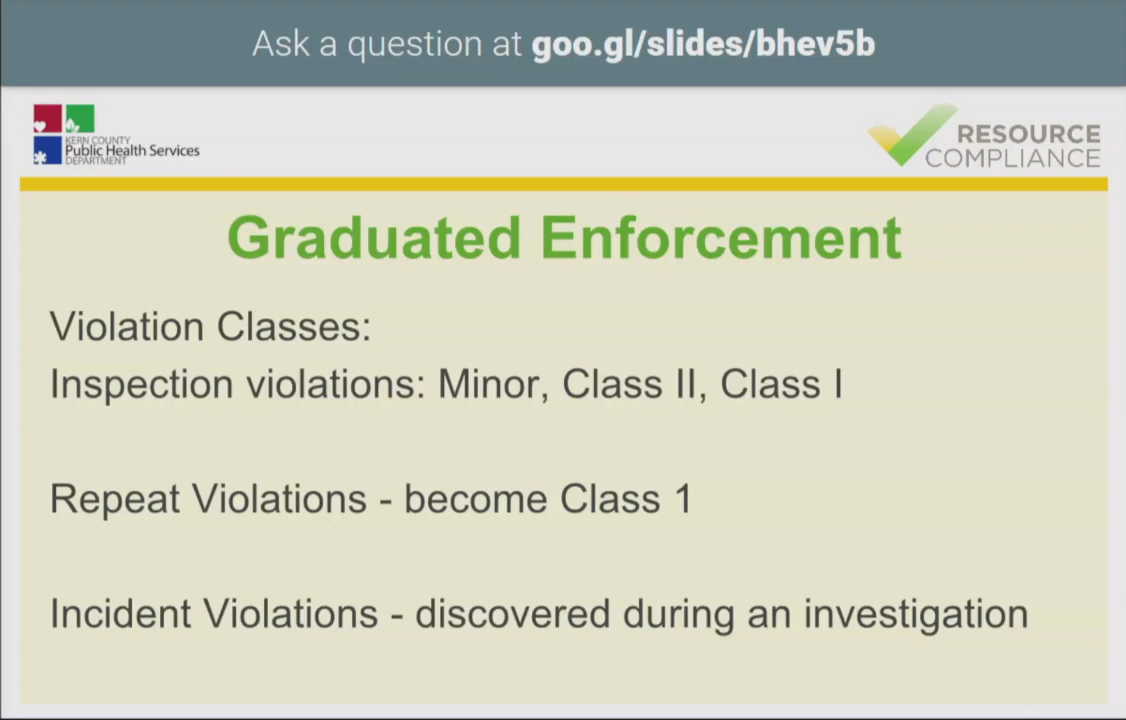 Ask a question at goo.gl/slides/bhev5b
KERN COUNTY
Public Health Services
DEPARTMENT
RESOURCE
COMPLIANCE
Graduated Enforcement
Violation Classes:
Inspection violations: Minor, Class II, Class I
Repeat Violations - become Class 1
Incident Violations - discovered during an investigation